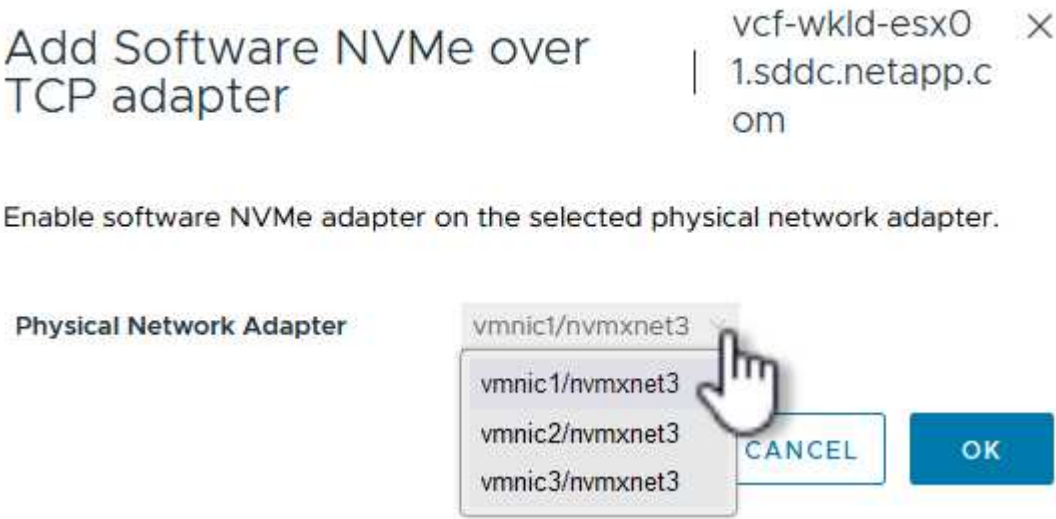 Add Software NVMe over
TCP adapter
vcf-wkld-esx0
1.sddc.netapp.c
om
Enable software NVMe adapter on the selected physical network adapter.
Physical Network Adapter
vmnic1/nvmxnet3
vmnic1/nvmxnet3
vmnic2/nvmxnet3
vmnic3/nvmxnet3
CANCEL
OK